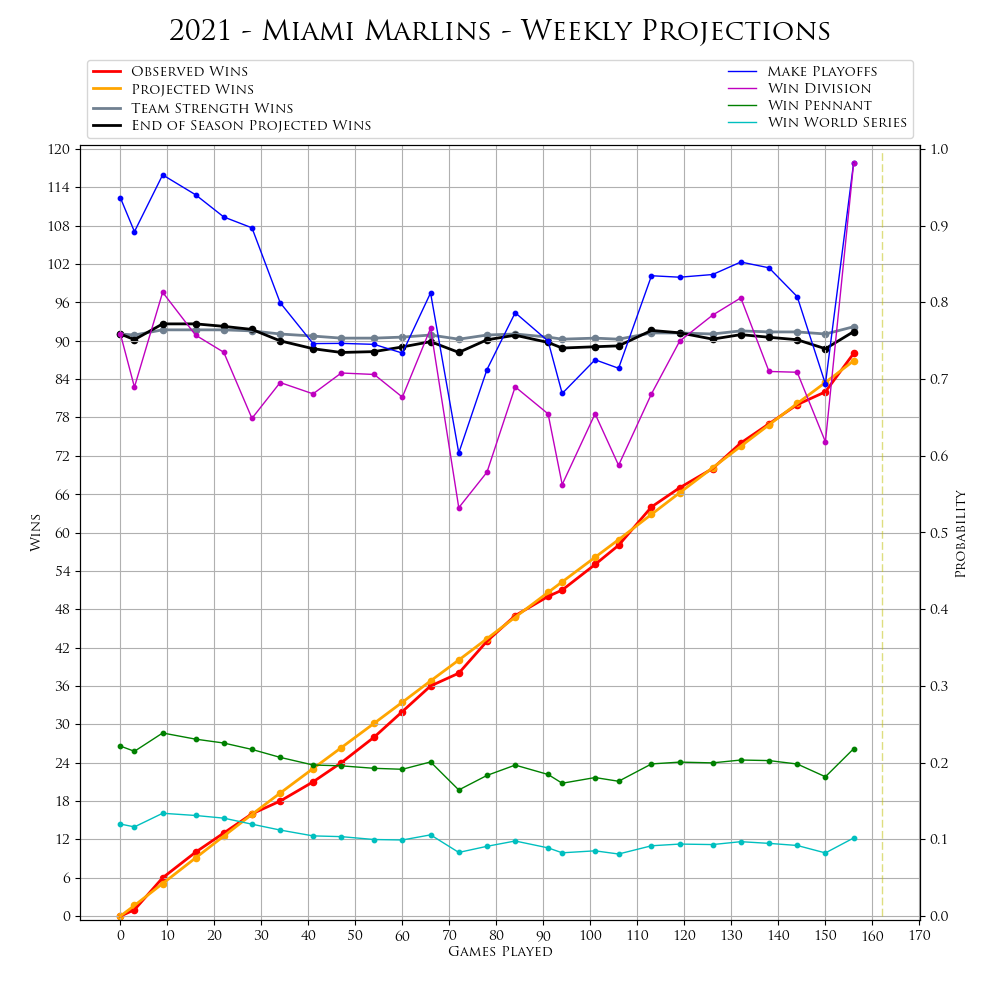 2021 - Miami Marlins - Weekly Projections
Observed Wins
Projected Wins
Team Strength Wins
End of Season Projected Wins
Make Playoffs
Win Division
Win Pennant
Win World Series
120
114
108
102
96
90
84
78
72
66
60
54
48
42
36
30
24
18
12
6
0
Wins
1.0
0.9
0.8
0.7
0.6
0.5
0.4
0.3
0.2
0.1
0.0
Probability
0 10 20 30 40 50 60 70 80 90 100 110 120 130 140 150 160 170
Games Played